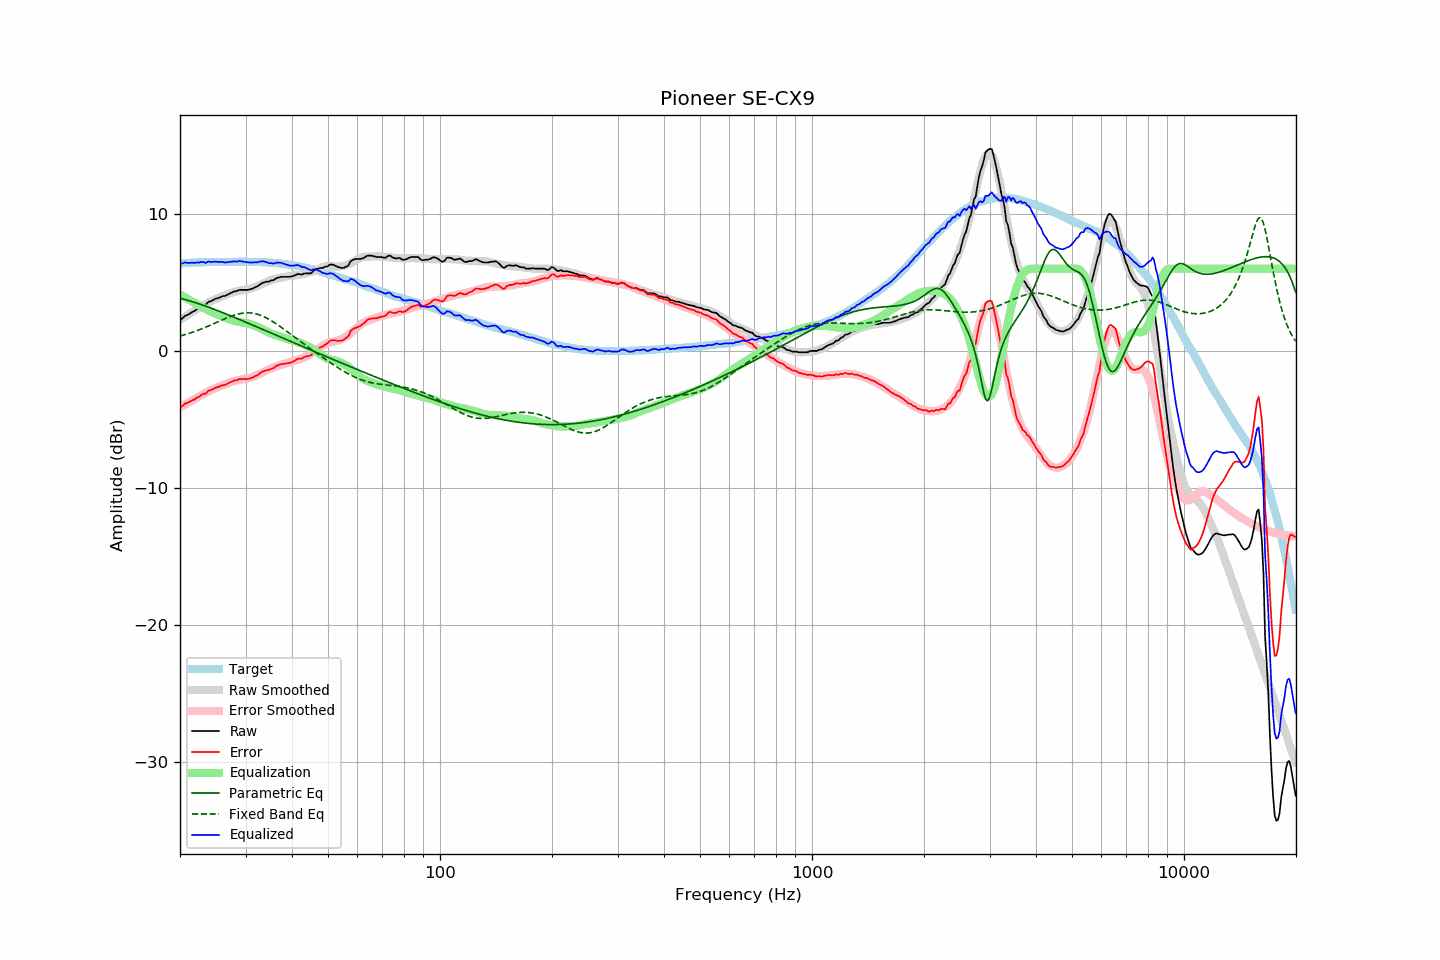 Pioneer SE-CX9
Amplitude (dBr)
10
0
−10
−20
−30
Target
Raw Smoothed
Error Smoothed
Raw
Error
Equalization
Parametric Eq
Fixed Band Eq
Equalized
100
1000
10000
Frequency (Hz)